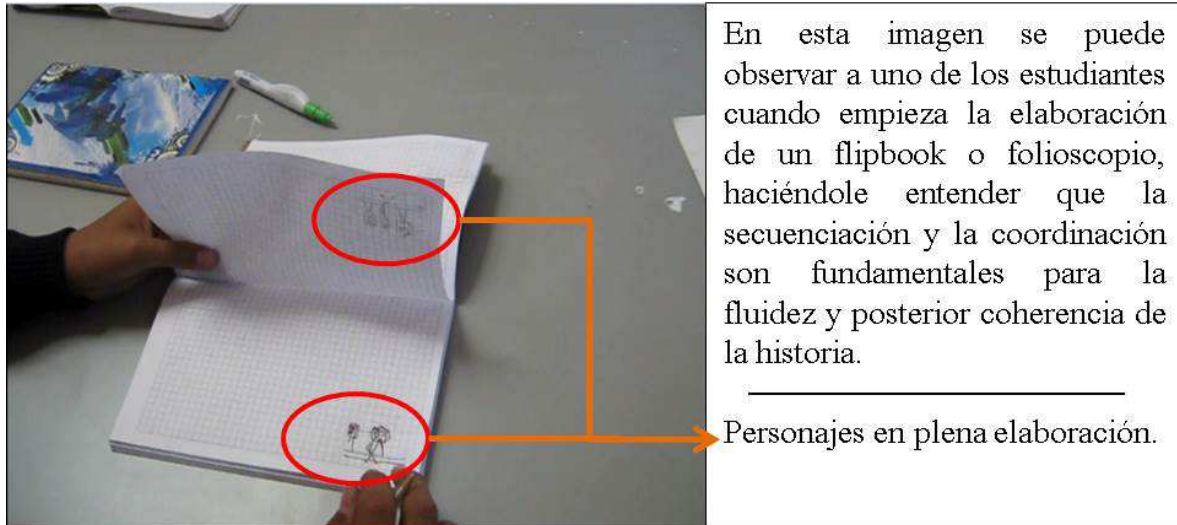 En esta imagen se puede
observar a uno de los estudiantes
cuando empieza la elaboración
de un flipbook o folioscopio,
haciéndole entender que la
secuenciación y la coordinación
son fundamentales para la
fluidez y posterior coherencia de
la historia.
Personajes en plena elaboración.